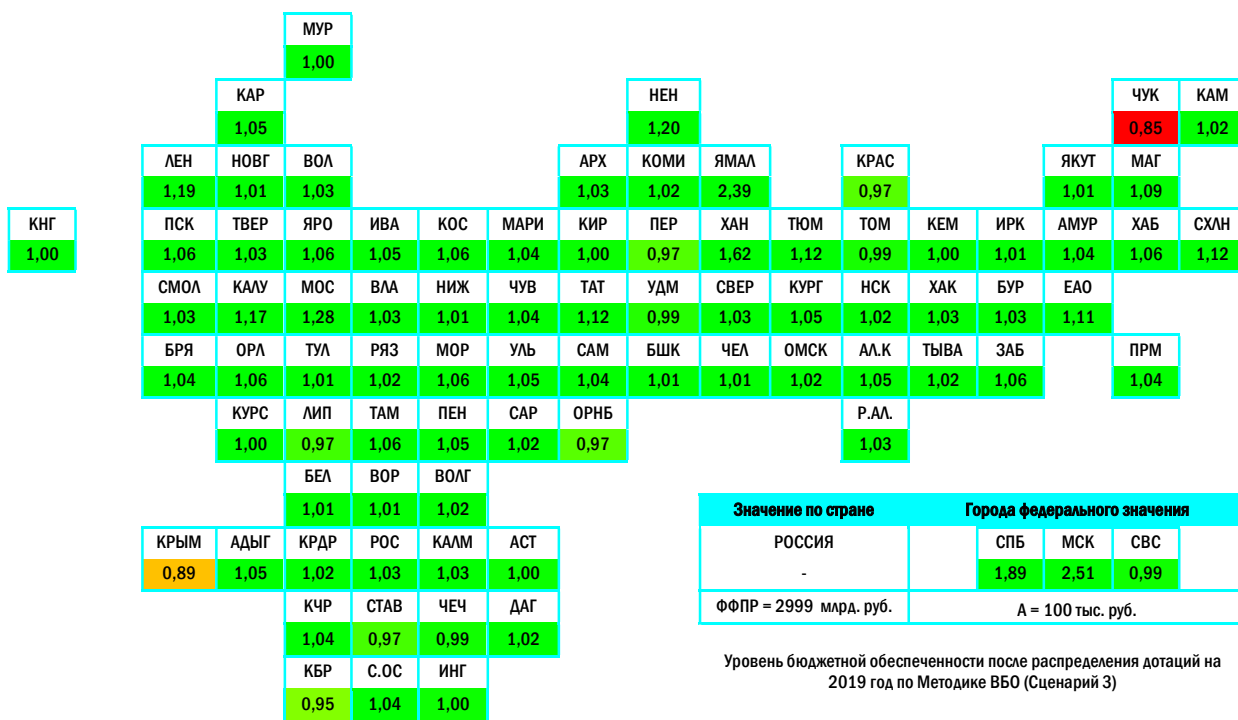 МУР
1,00
КАР НЕН ЧУК КАМ
1,05 1,20 0,85 1,02
ЛЕН НОВГ ВОЛ АРХ КОМИ ЯМАЛ КРАС ЯКУТ МАГ
1,19 1,01 1,03 1,03 1,02 2,39 0,97 1,01 1,09
КНГ ПСК ТВЕР ЯРО ИВА КОС МАРИ КИР ПЕР ХАН ТЮМ ТОМ КЕМ ИРК АМУР ХАБ СХЛН
1,00 1,06 1,03 1,06 1,05 1,06 1,04 1,00 0,97 1,62 1,12 0,99 1,00 1,01 1,04 1,06 1,12
СМОЛ КАЛУ МОС ВЛА НИЖ ЧУВ ТАТ УДМ СВЕР КУРГ НСК ХАК БУР ЕАО
1,03 1,17 1,28 1,03 1,01 1,04 1,12 0,99 1,03 1,05 1,02 1,03 1,03 1,11
БРЯ ОРЛ ТУЛ РЯЗ МОР УЛЬ САМ БШК ЧЕЛ ОМСК АЛ.К ТЫВА ЗАБ ПРМ
1,04 1,06 1,01 1,02 1,06 1,05 1,04 1,01 1,01 1,02 1,05 1,02 1,06 1,04
КУРС ЛИП ТАМ ПЕН САР ОРНБ Р.АЛ.
1,00 0,97 1,06 1,05 1,02 0,97 1,03
БЕЛ ВОР ВОЛГ
1,01 1,01 1,02
КРЫМ АДЫГ КРДР РОС КАЛМ АСТ
0,89 1,05 1,02 1,03 1,03 1,00
КЧР СТАВ ЧЕЧ ДАГ
1,04 0,97 0,99 1,02
КБР С.ОС ИНГ
0,95 1,04 1,00
Значение по стране Города федерального значения
РОССИЯ СПБ МСК СВС
- 1,89 2,51 0,99
ФФПР = 2999 млрд. руб. А = 100 тыс. руб.
Уровень бюджетной обеспеченности после распределения дотаций на
2019 год по Методике ВБО (Сценарий 3)